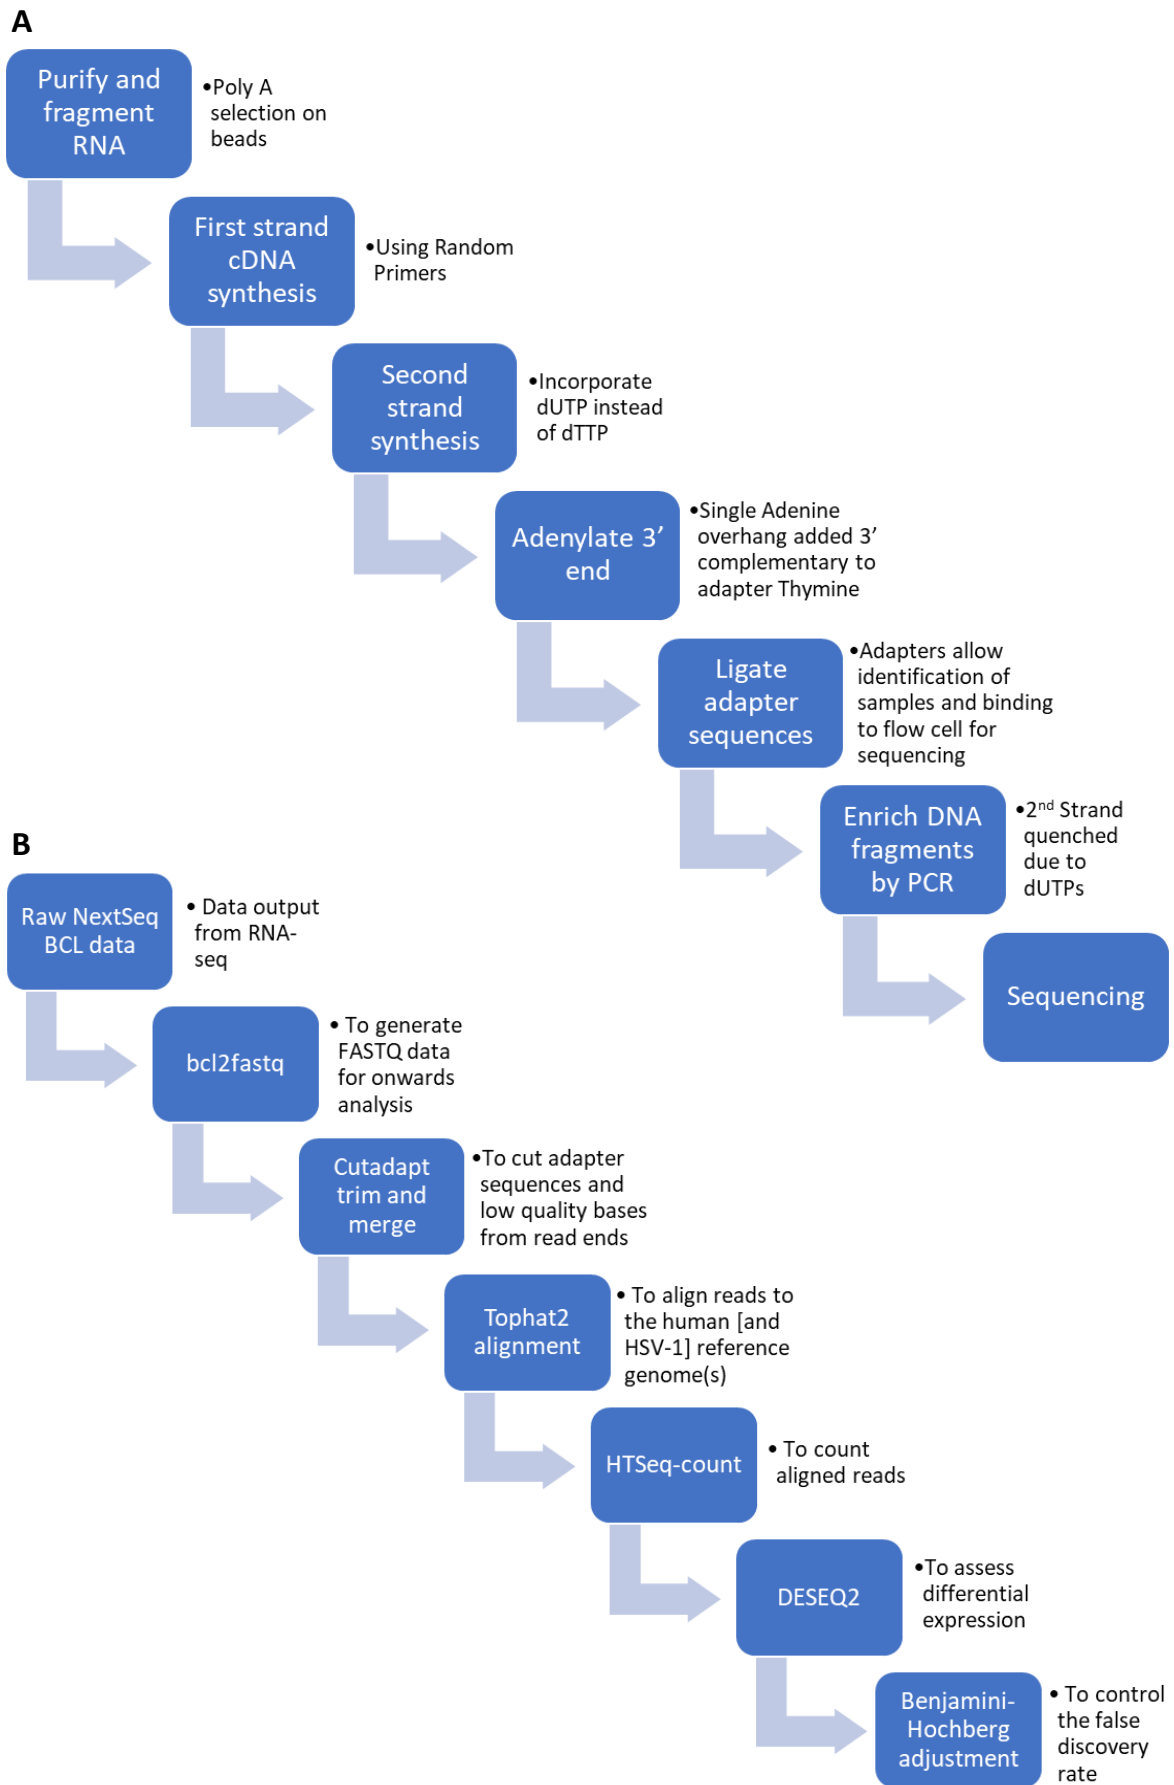 A
Purify and
fragment
RNA
•Poly A
selection on
beads
First strand
cDNA
synthesis
•Using Random
Primers
Second
strand
synthesis
•Incorporate
dUTP instead
of dTTP
Adenylate 3’
end
•Single Adenine
overhang added 3’
complementary to
adapter Thymine
Ligate
adapter
sequences
•Adapters allow
identification of
samples and binding
to flow cell for
sequencing
Enrich DNA
fragments
by PCR
•2nd Strand
quenched
due to
dUTPs
Sequencing
B
Raw NextSeq
BCL data
• Data output
from RNA-
seq
bcl2fastq
• To generate
FASTQ data
for onwards
analysis
Cutadapt
trim and
merge
•To cut adapter
sequences and
low quality bases
from read ends
Tophat2
alignment
• To align reads to
the human [and
HSV-1] reference
genome(s)
HTSeq-count
• To count
aligned reads
DESEQ2
•To assess
differential
expression
Benjamini-
Hochberg
adjustment
• To control
the false
discovery
rate